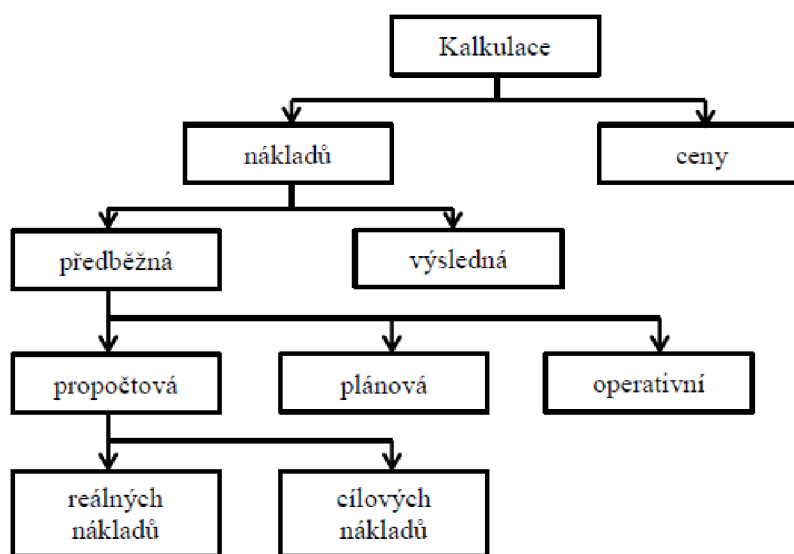 Kalkulace
nákladů
ceny
předběžná
výsledná
propočtová
plánová
operativní
reálných
nákladů
cílových
nákladů